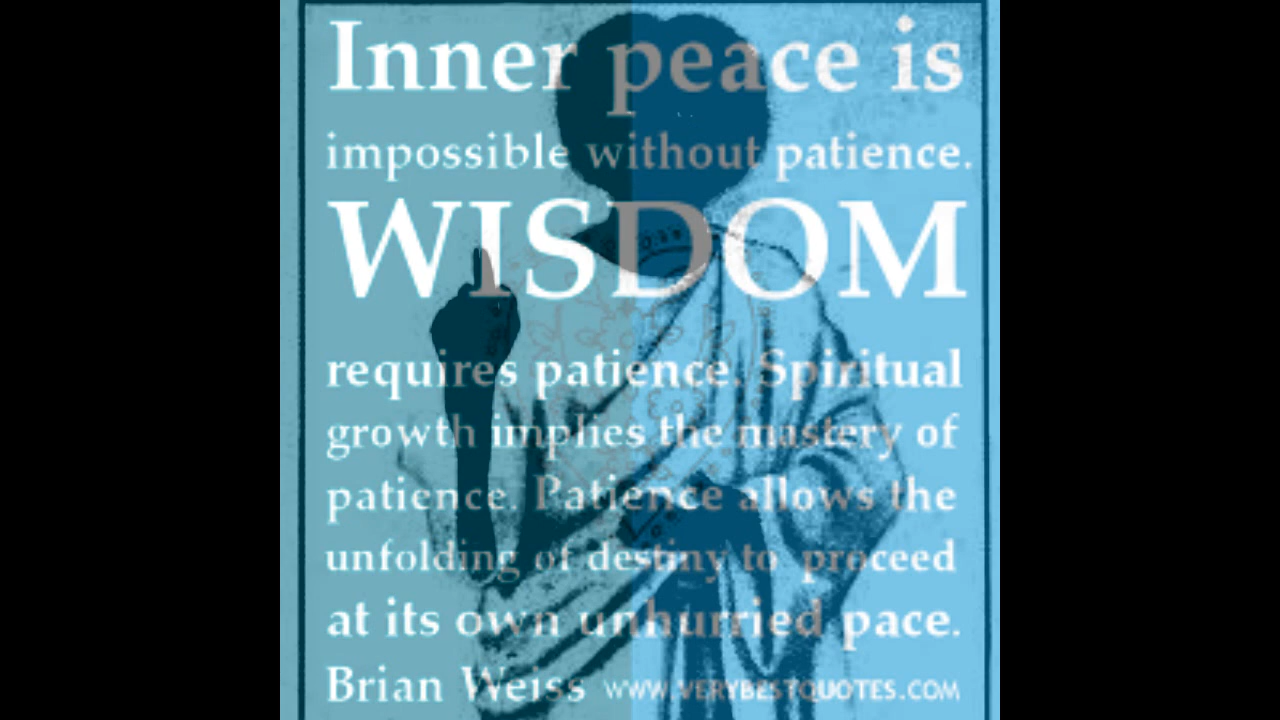 Inner peace is
impossible without patience.
WISDOM
requires patience. Spiritual
growth implies the mastery of
patience. Patience allows the
unfolding of destiny to proceed
at its own unhurried pace.
Brian Weiss WWW.VERYBESTQUOTES.COM